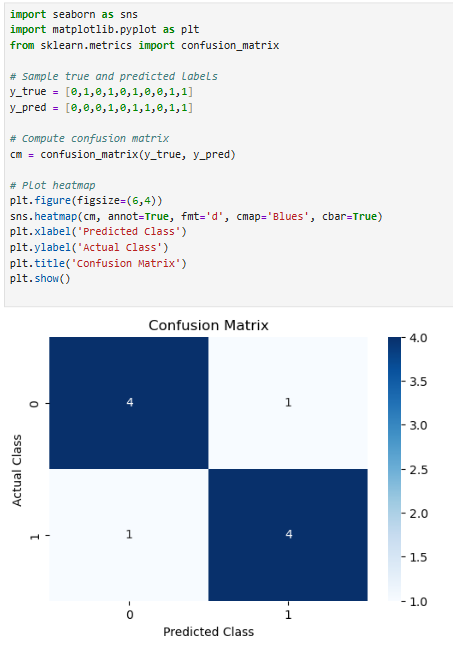 import seaborn as sns
import matplotlib.pyplot as plt
from sklearn.metrics import confusion_matrix
# Sample true and predicted labels
y_true = [0,1,0,1,0,1,0,0,1,1]
y_pred = [0,0,0,1,0,1,1,0,1,1]
# Compute confusion matrix
cm = confusion_matrix(y_true, y_pred)
# Plot heatmap
plt.figure(figsize=(6,4))
sns.heatmap(cm, annot=True, fmt='d', cmap='Blues', cbar=True)
plt.xlabel('Predicted Class')
plt.ylabel('Actual Class')
plt.title('Confusion Matrix')
plt.show()
Confusion Matrix
Actual Class
0
4
1
1
1
4
0
1
Predicted Class
4.0
3.5
3.0
2.5
2.0
1.5
1.0